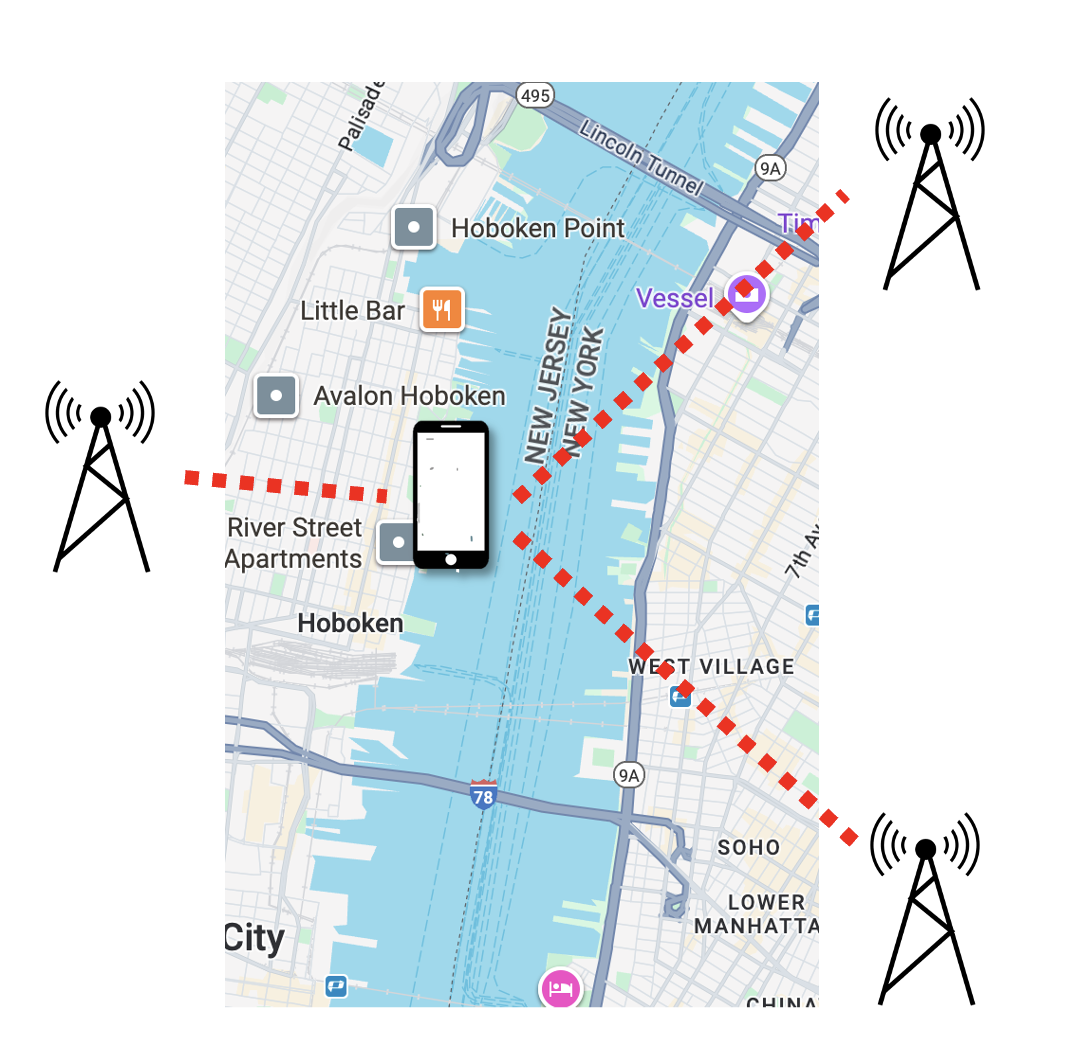 495
Palisade
Lincoln Tunnel
9A
Tim
Hoboken Point
Vessel
Little Bar
NEW JERSEY
NEW YORK
Avalon Hoboken
River Street
Apartments
7th Av
Hoboken
WEST VILLAGE
9A
78
SOHO
LOWER
MANHATTA
City
CHINA